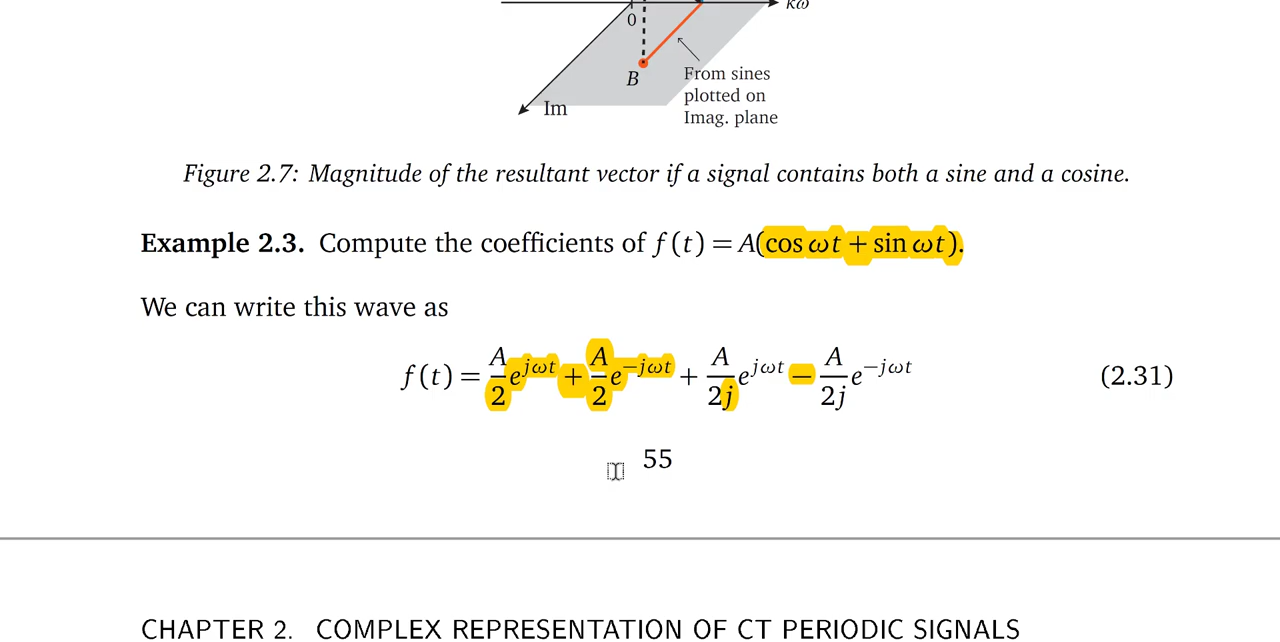 kω
0
B
From sines
plotted on
Imag. plane
Im
Figure 2.7: Magnitude of the resultant vector if a signal contains both a sine and a cosine.
Example 2.3. Compute the coefficients of f(t) = A(cos ωt + sin ωt).
We can write this wave as
f(t) = A/2 e^{jωt} + A/2 e^{−jωt} + A/2j e^{jωt} − A/2j e^{−jωt} (2.31)
55
CHAPTER 2. COMPLEX REPRESENTATION OF CT PERIODIC SIGNALS